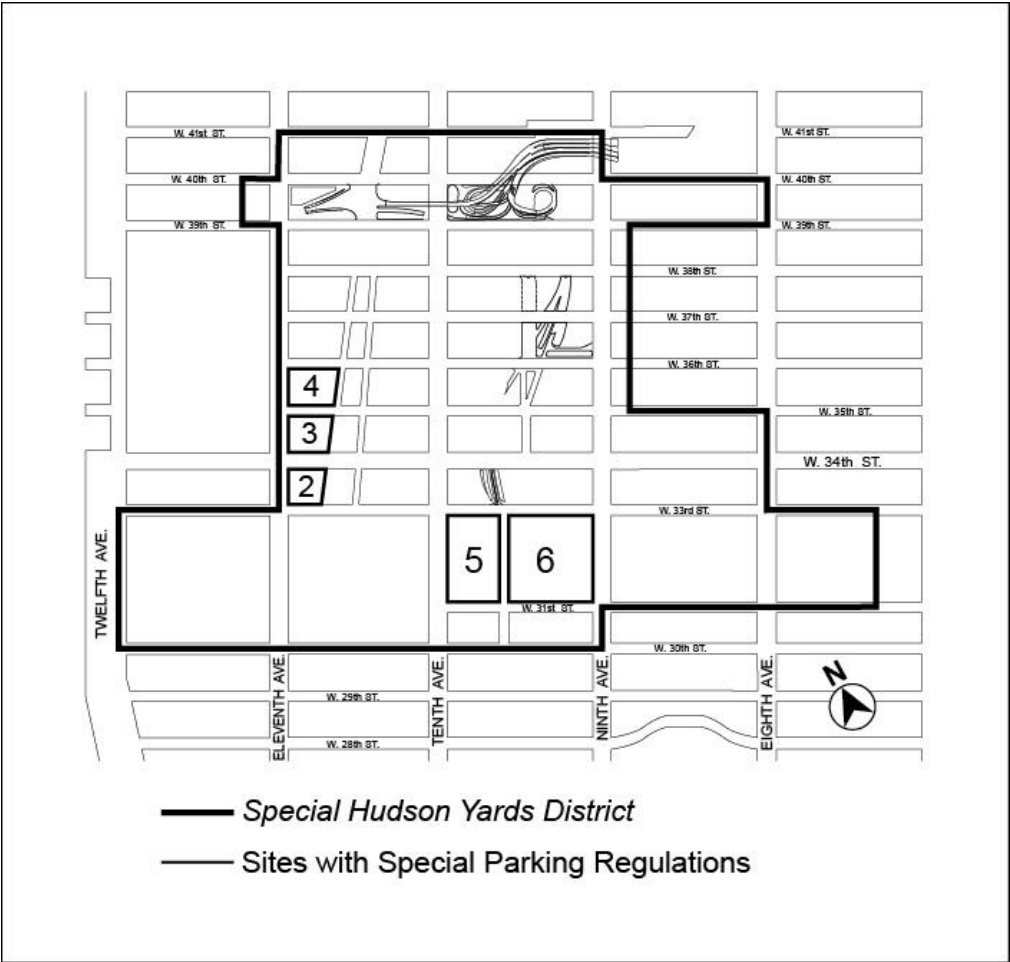 W. 41st ST.
W. 41st ST.
W. 40th ST.
W. 40th ST.
W. 39th ST.
W. 39th ST.
W. 38th ST.
W. 37th ST.
W. 36th ST.
4
W. 35th ST.
3
W. 34th ST.
2
W. 33rd ST.
5
6
TWELFTH AVE.
W. 31st ST.
W. 30th ST.
ELEVENTH AVE.
TENTH AVE.
NINTH AVE.
EIGHTH AVE.
N
W. 29th ST.
W. 28th ST.
Special Hudson Yards District
Sites with Special Parking Regulations